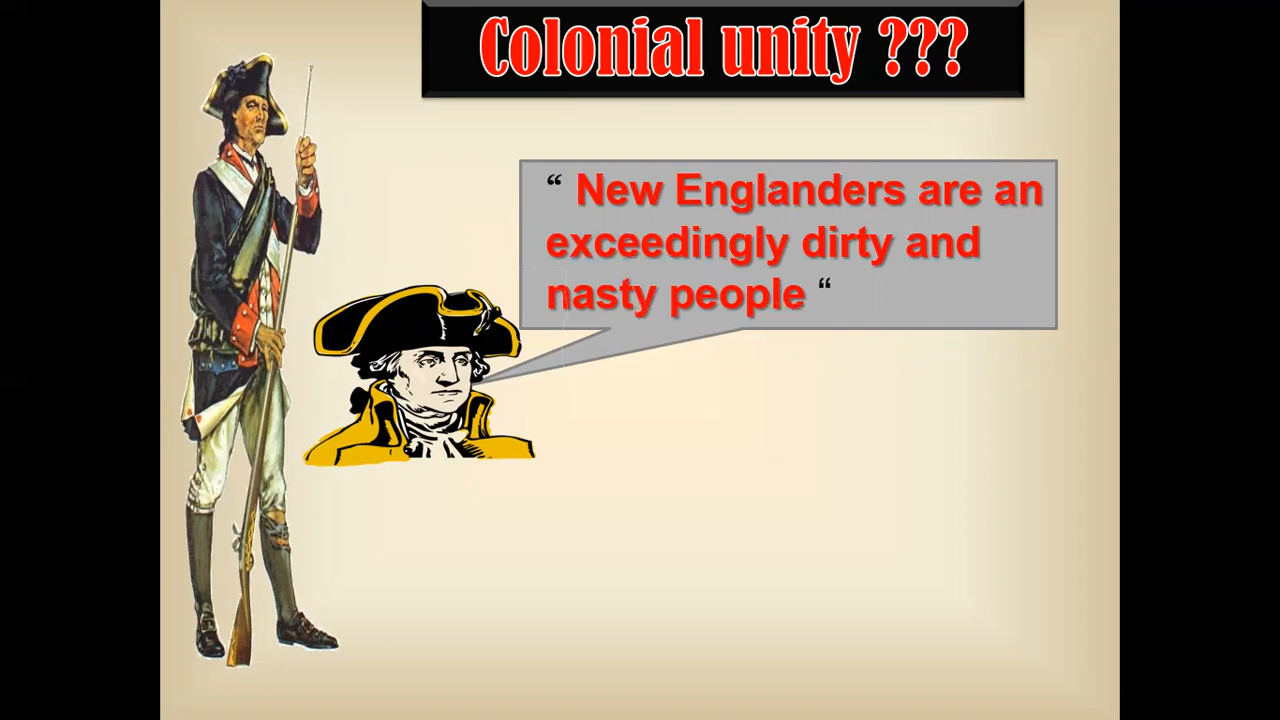 Colonial unity ???
“ New Englanders are an
exceedingly dirty and
nasty people “